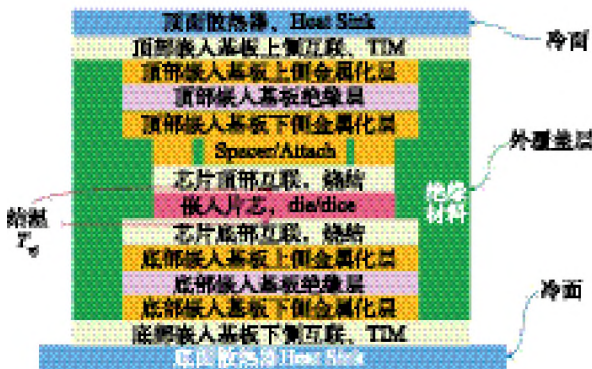 顶面散热器、Heat Sink
顶部嵌入基板上侧互联、TIM
顶部嵌入基板上侧金属化层
顶部嵌入基板绝缘层
顶部嵌入基板下侧金属化层
Spacer/Attach
芯片顶部互联、烧结
嵌入片芯，die/dice
芯片底部互联、烧结
底部嵌入基板上侧金属化层
底部嵌入基板绝缘层
底部嵌入基板下侧金属化层
底部嵌入基板下侧互联、TIM
底面散热器Heat Sink
结温
绝缘
材料
冷面
外覆盖层
冷面